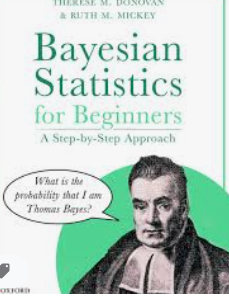 THERESE M. DONOVAN
& RUTH M. MICKEY
Bayesian
Statistics
for Beginners
A Step-by-Step Approach
What is the
probability that I am
Thomas Bayes?
OXFORD